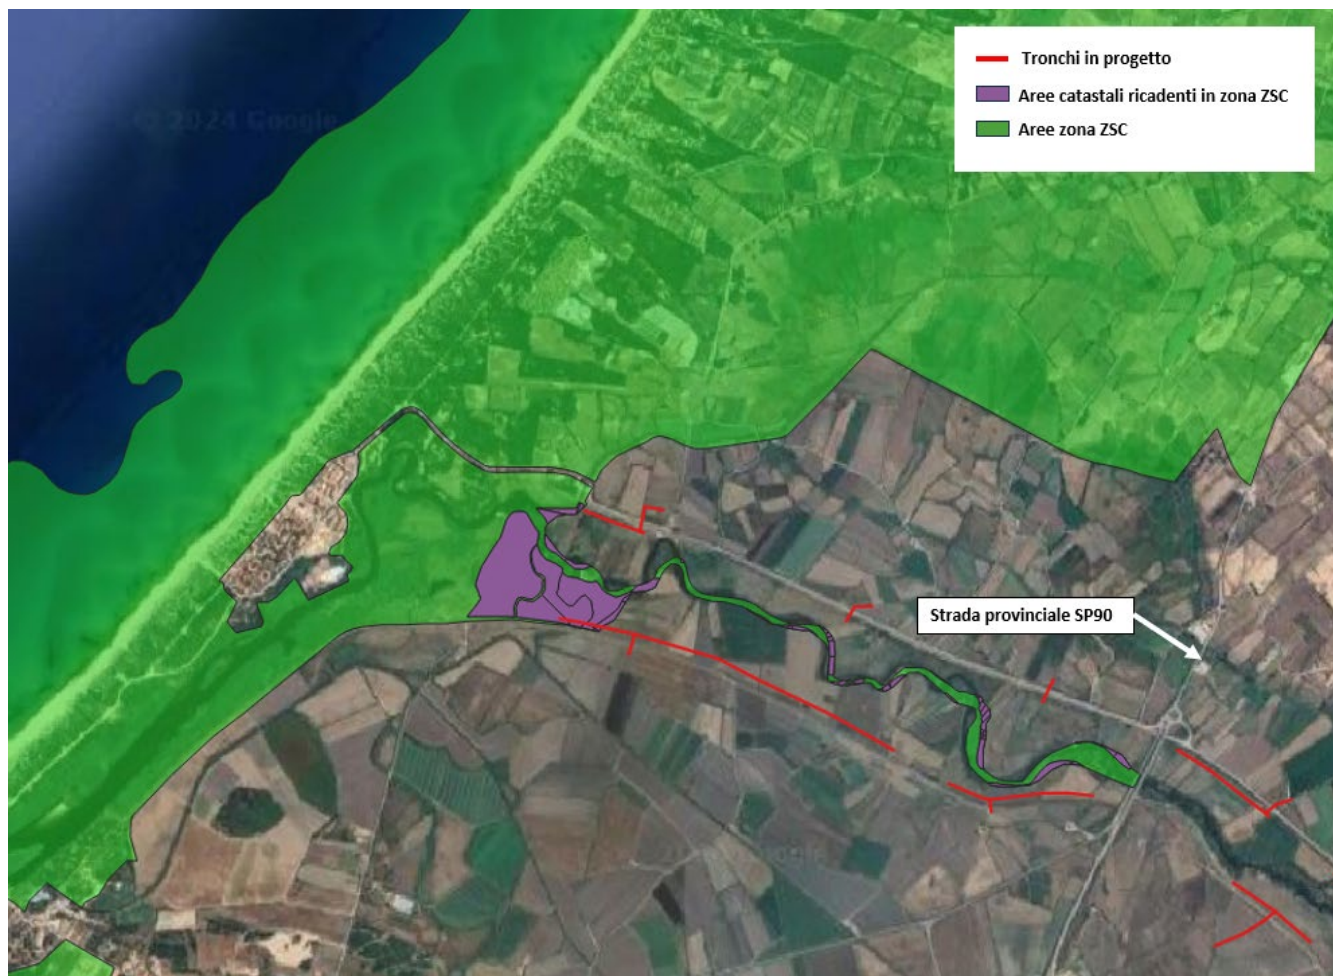 © 2024 Google
Tronchi in progetto
Aree catastali ricadenti in zona ZSC
Aree zona ZSC
Strada provinciale SP90